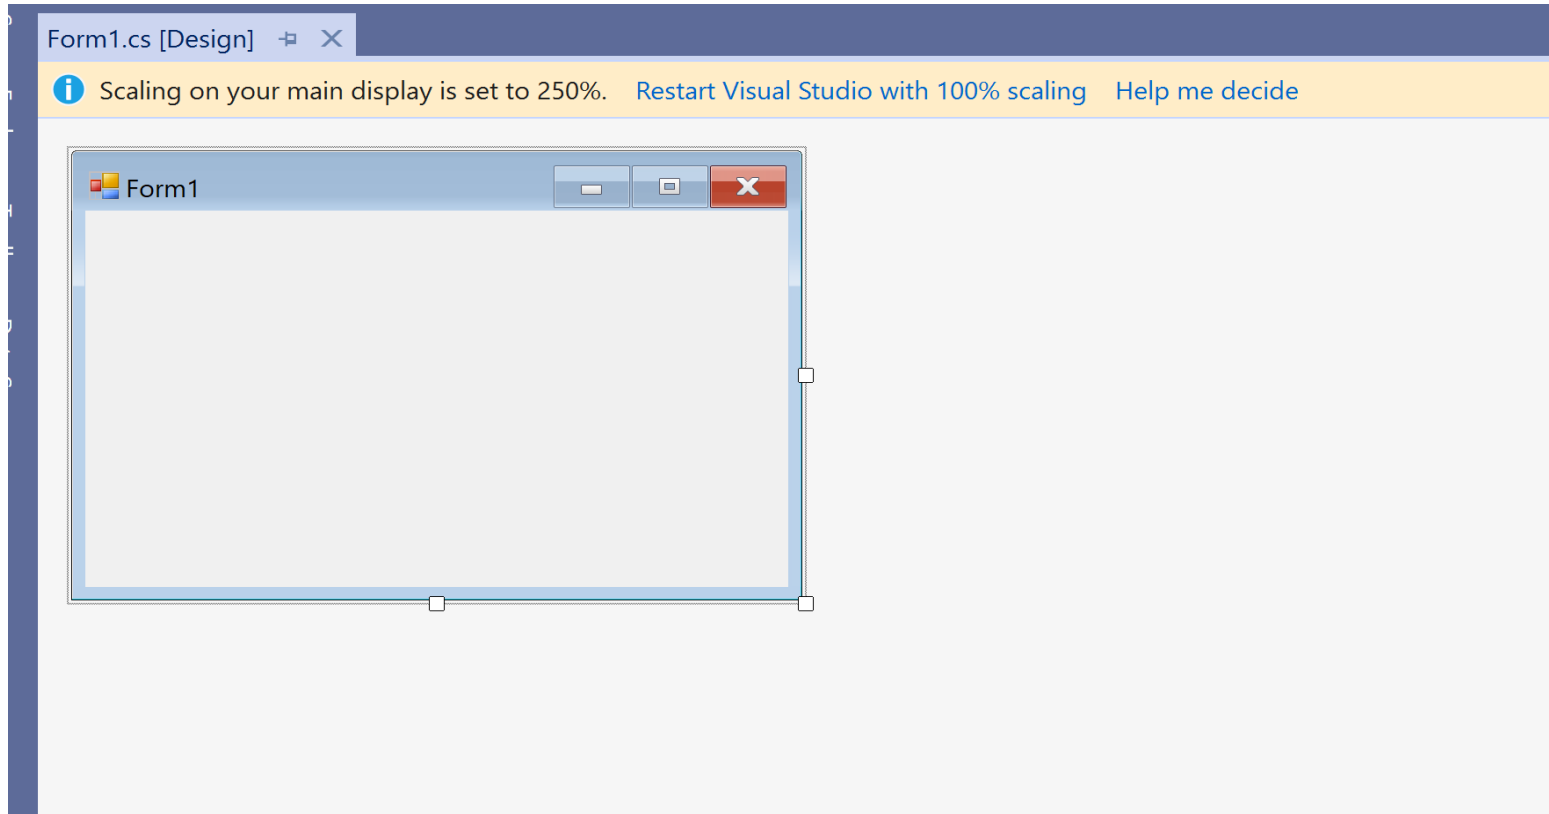 Form1.cs [Design]
Scaling on your main display is set to 250%. Restart Visual Studio with 100% scaling Help me decide
Form1